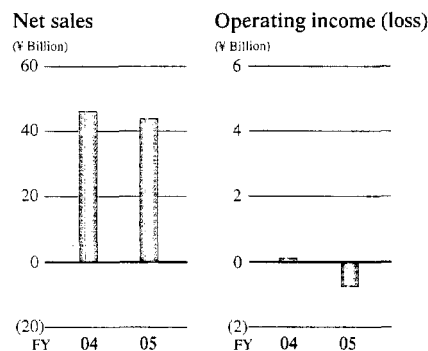 Net sales
(¥ Billion)
60
40
20
0
(20)
FY 04 05
Operating income (loss)
(¥ Billion)
6
4
2
0
(2)
FY 04 05